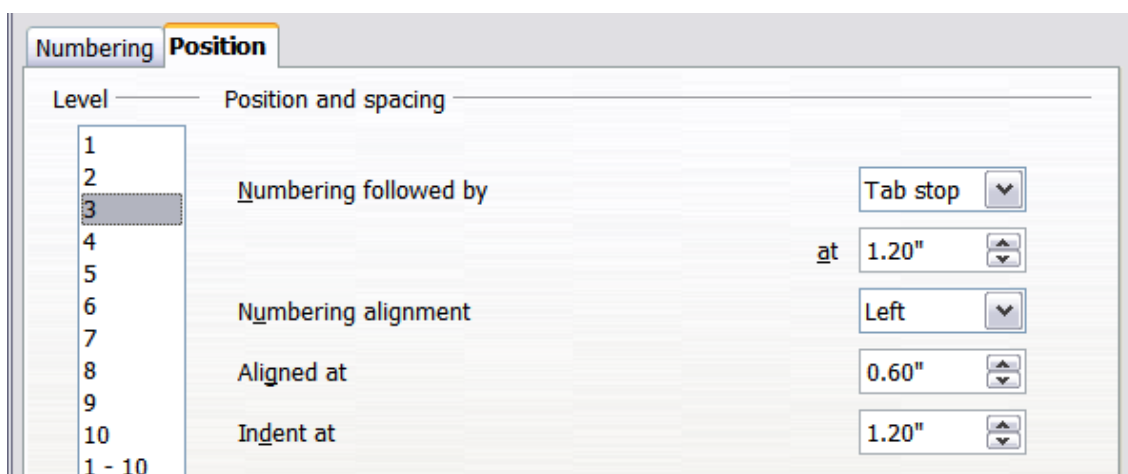 Numbering Position
Level Position and spacing
1
2
Numbering followed by Tab stop
3
4
at 1.20"
5
6
Numbering alignment Left
7
8
Aligned at 0.60"
9
10
Indent at 1.20"
1 - 10